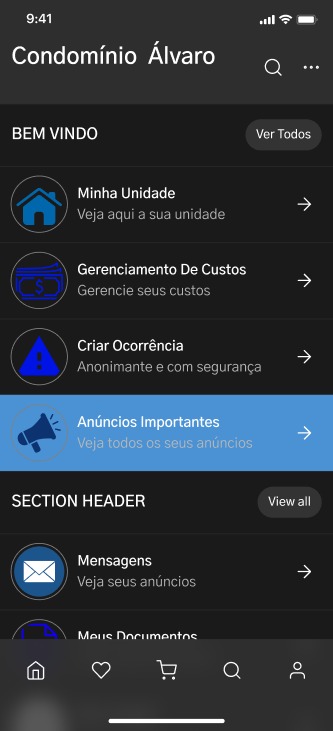 9:41
Condomínio Álvaro
BEM VINDO
Ver Todos
Minha Unidade
Veja aqui a sua unidade
Gerenciamento De Custos
Gerencie seus custos
Criar Ocorrência
Anonimante e com segurança
Anúncios Importantes
Veja todos os seus anúncios
SECTION HEADER
View all
Mensagens
Veja seus anúncios
Meus Documentos